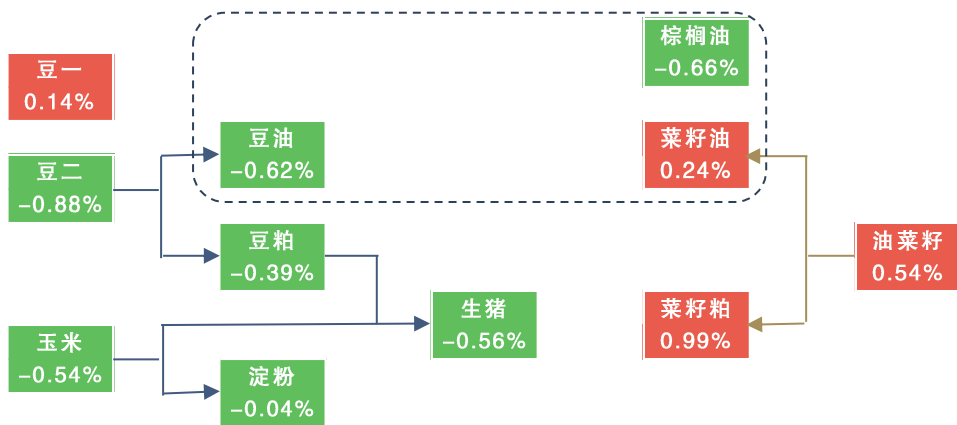 棕榈油
-0.66%
豆一
0.14%
豆油
-0.62%
菜籽油
0.24%
豆二
-0.88%
豆粕
-0.39%
油菜籽
0.54%
生猪
-0.56%
菜籽粕
0.99%
玉米
-0.54%
淀粉
-0.04%